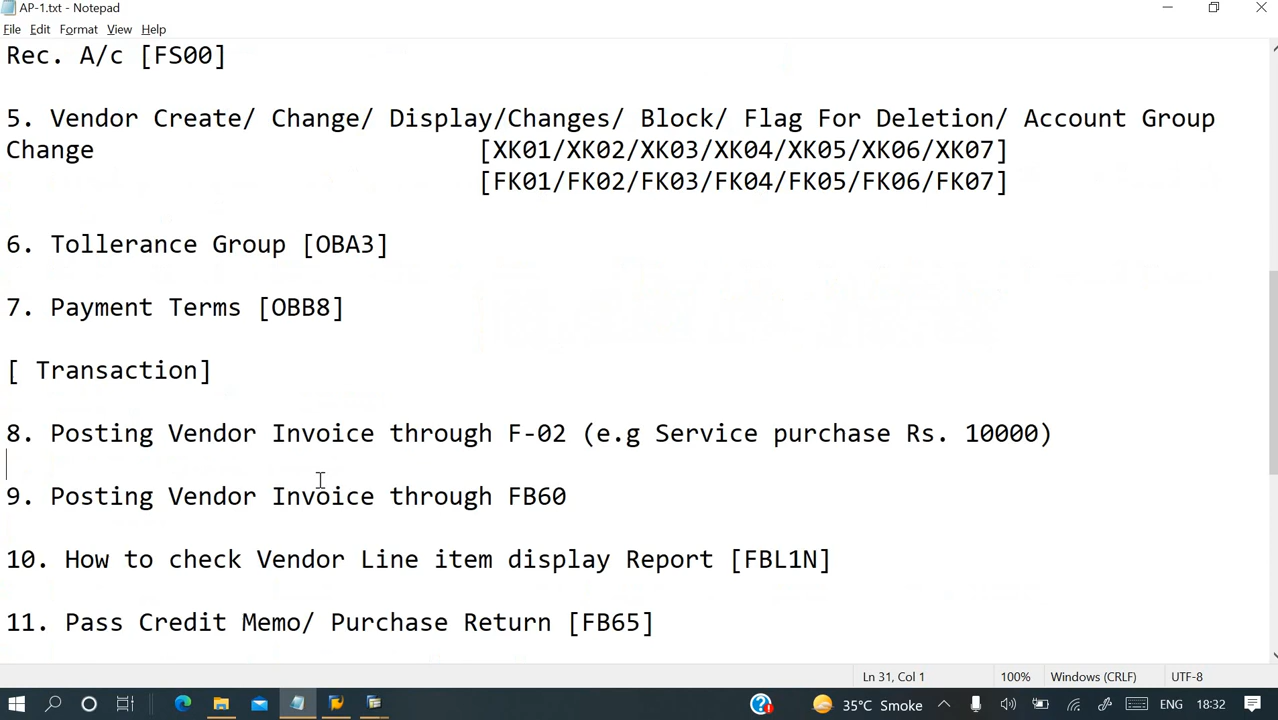 AP-1.txt - Notepad
File Edit Format View Help
Rec. A/c [FS00]
5. Vendor Create/ Change/ Display/Changes/ Block/ Flag For Deletion/ Account Group
Change [XK01/XK02/XK03/XK04/XK05/XK06/XK07]
[FK01/FK02/FK03/FK04/FK05/FK06/FK07]
6. Tollerance Group [OBA3]
7. Payment Terms [OBB8]
[ Transaction]
8. Posting Vendor Invoice through F-02 (e.g Service purchase Rs. 10000)
9. Posting Vendor Invoice through FB60
10. How to check Vendor Line item display Report [FBL1N]
11. Pass Credit Memo/ Purchase Return [FB65]
Ln 31, Col 1 100% Windows (CRLF) UTF-8
35°C Smoke ENG 18:32